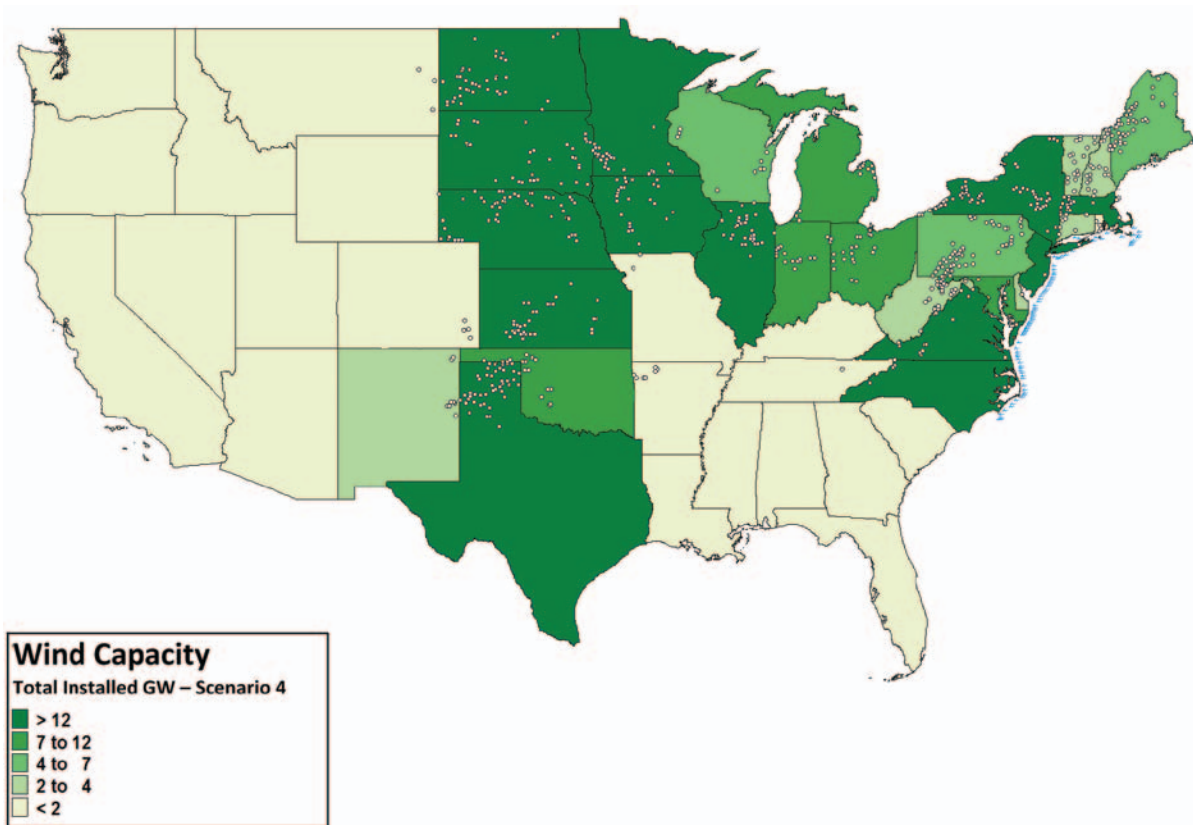 Wind Capacity
Total Installed GW – Scenario 4
> 12
7 to 12
4 to 7
2 to 4
< 2